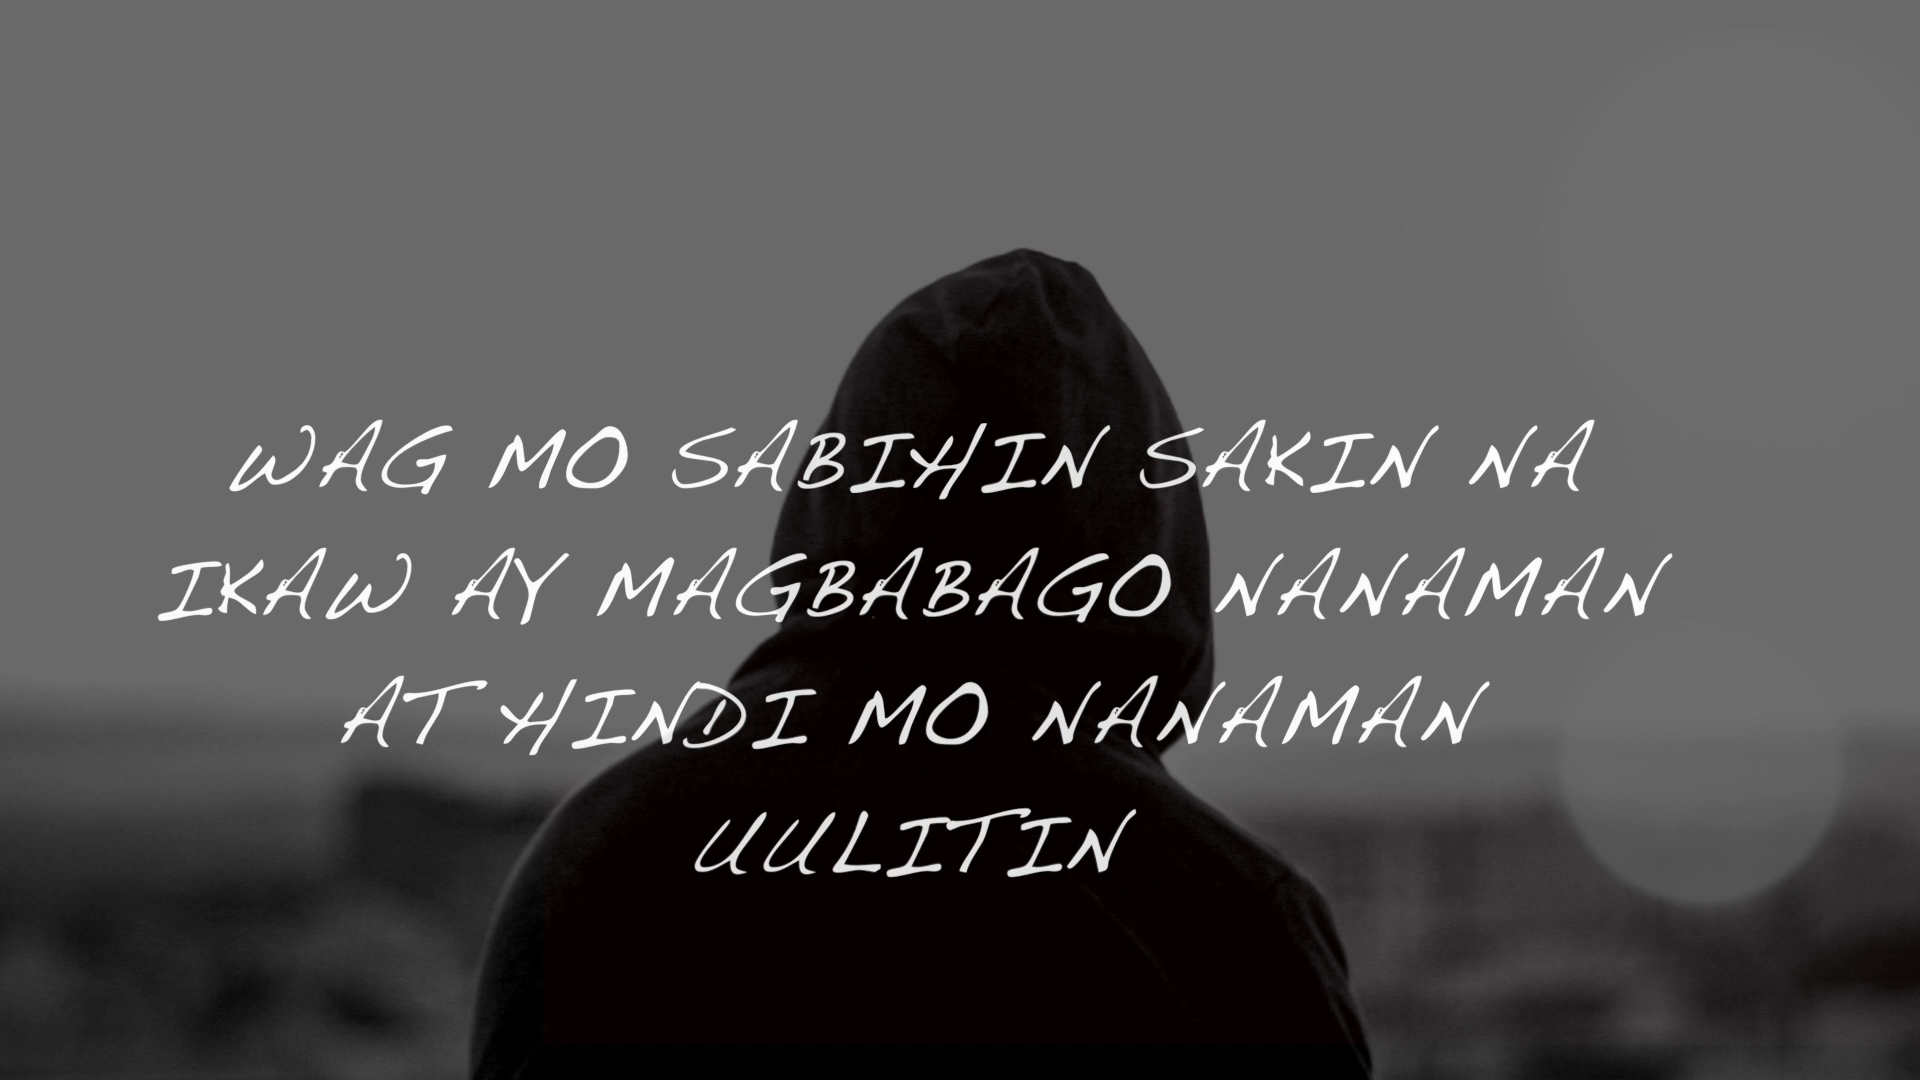 WAG MO SABIHIN SAKIN NA
IKAW AY MAGBABAGO NANAMAN
AT HINDI MO NANAMAN
UULITIN